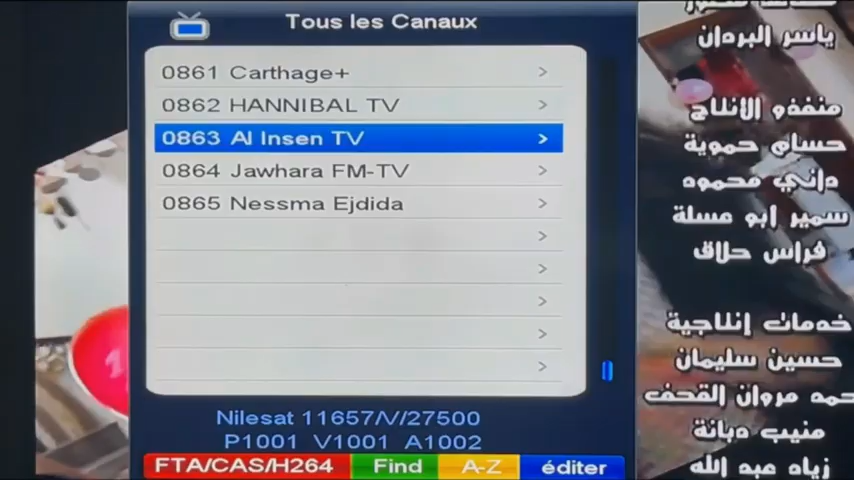 Tous les Canaux
0861 Carthage+ >
0862 HANNIBAL TV >
0863 Al Insen TV >
0864 Jawhara FM-TV >
0865 Nessma Ejdida >
>
>
>
>
>
Nilesat 11657/V/27500
P1001 V1001 A1002
FTA/CAS/H264 Find A-Z éditer
ياسر البردان
منفذو الإنتاج
حسام حموية
داني محمود
سمير ابو عسلة
فراس حلاق
خدمات إنتاجية
حسين سليمان
مروان القحف
منيب دبانة
زياد عبد الله